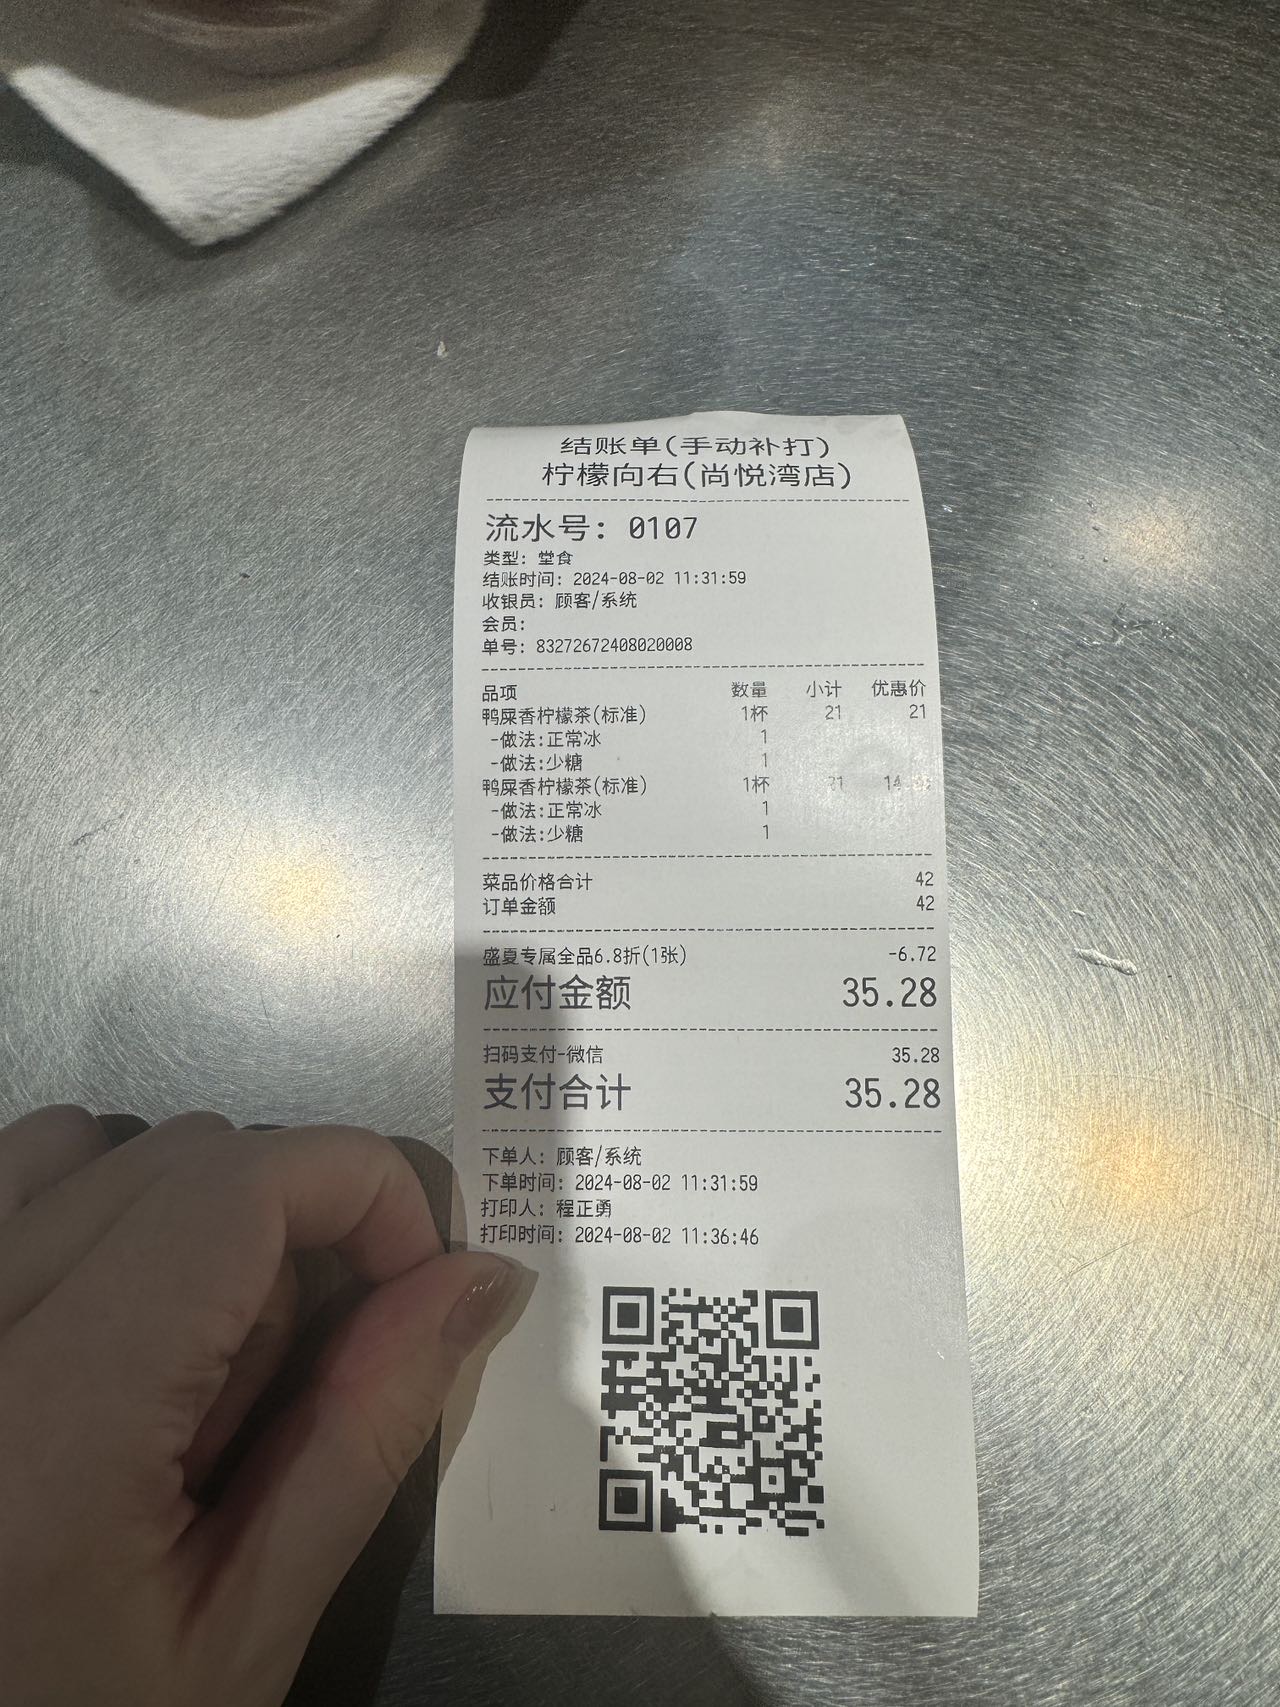 结账单(手动补打)
柠檬向右(尚悦湾店)
流水号: 0107
类型: 堂食
结账时间: 2024-08-02 11:31:59
收银员: 顾客/系统
会员:
单号: 83272672408020008
品项 数量 小计 优惠价
鸭屎香柠檬茶(标准) 1杯 21 21
-做法:正常冰 1
-做法:少糖 1
鸭屎香柠檬茶(标准) 1杯
-做法:正常冰 1
-做法:少糖 1
菜品价格合计 42
订单金额 42
盛夏专属全品6.8折(1张) -6.72
应付金额 35.28
扫码支付-微信 35.28
支付合计 35.28
下单人: 顾客/系统
下单时间: 2024-08-02 11:31:59
打印人: 程正勇
打印时间: 2024-08-02 11:36:46